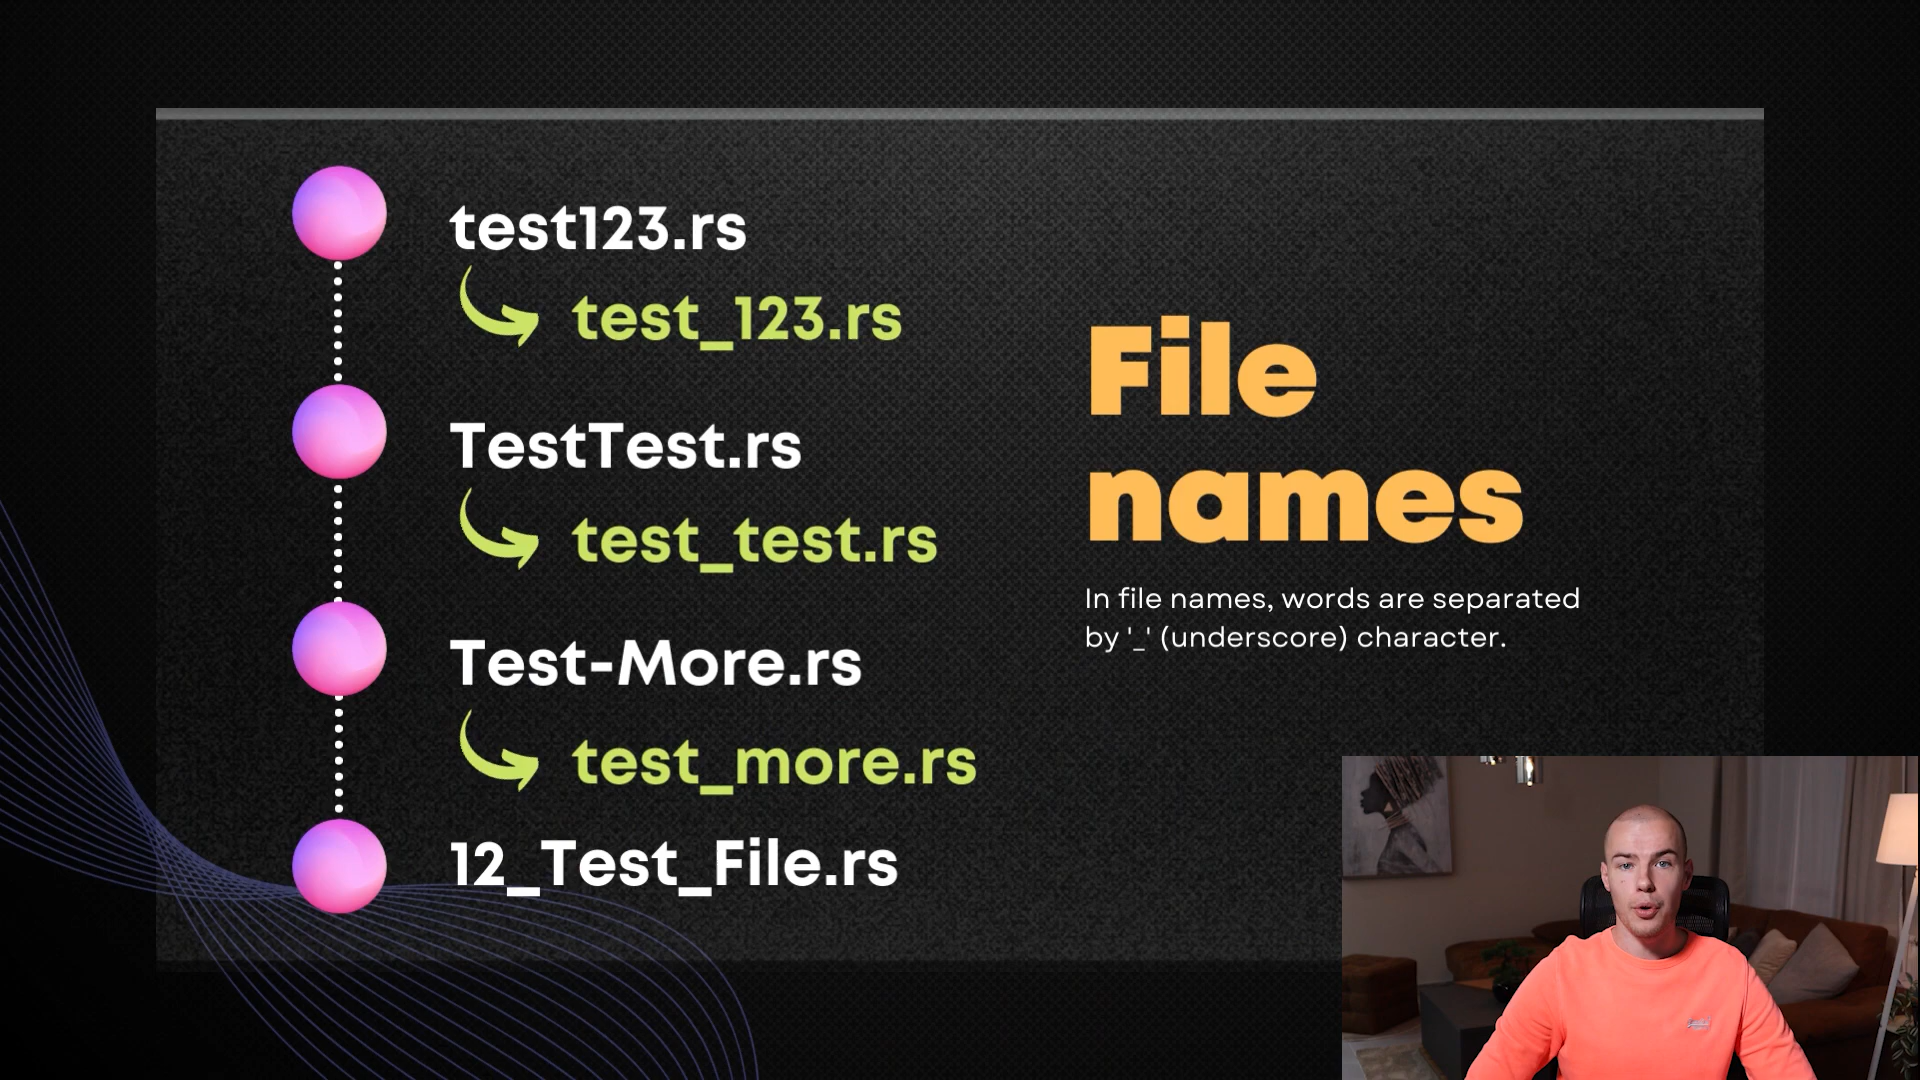 test123.rs
test_123.rs
TestTest.rs
test_test.rs
Test-More.rs
test_more.rs
12_Test_File.rs
File
names
In file names, words are separated
by '_' (underscore) character.